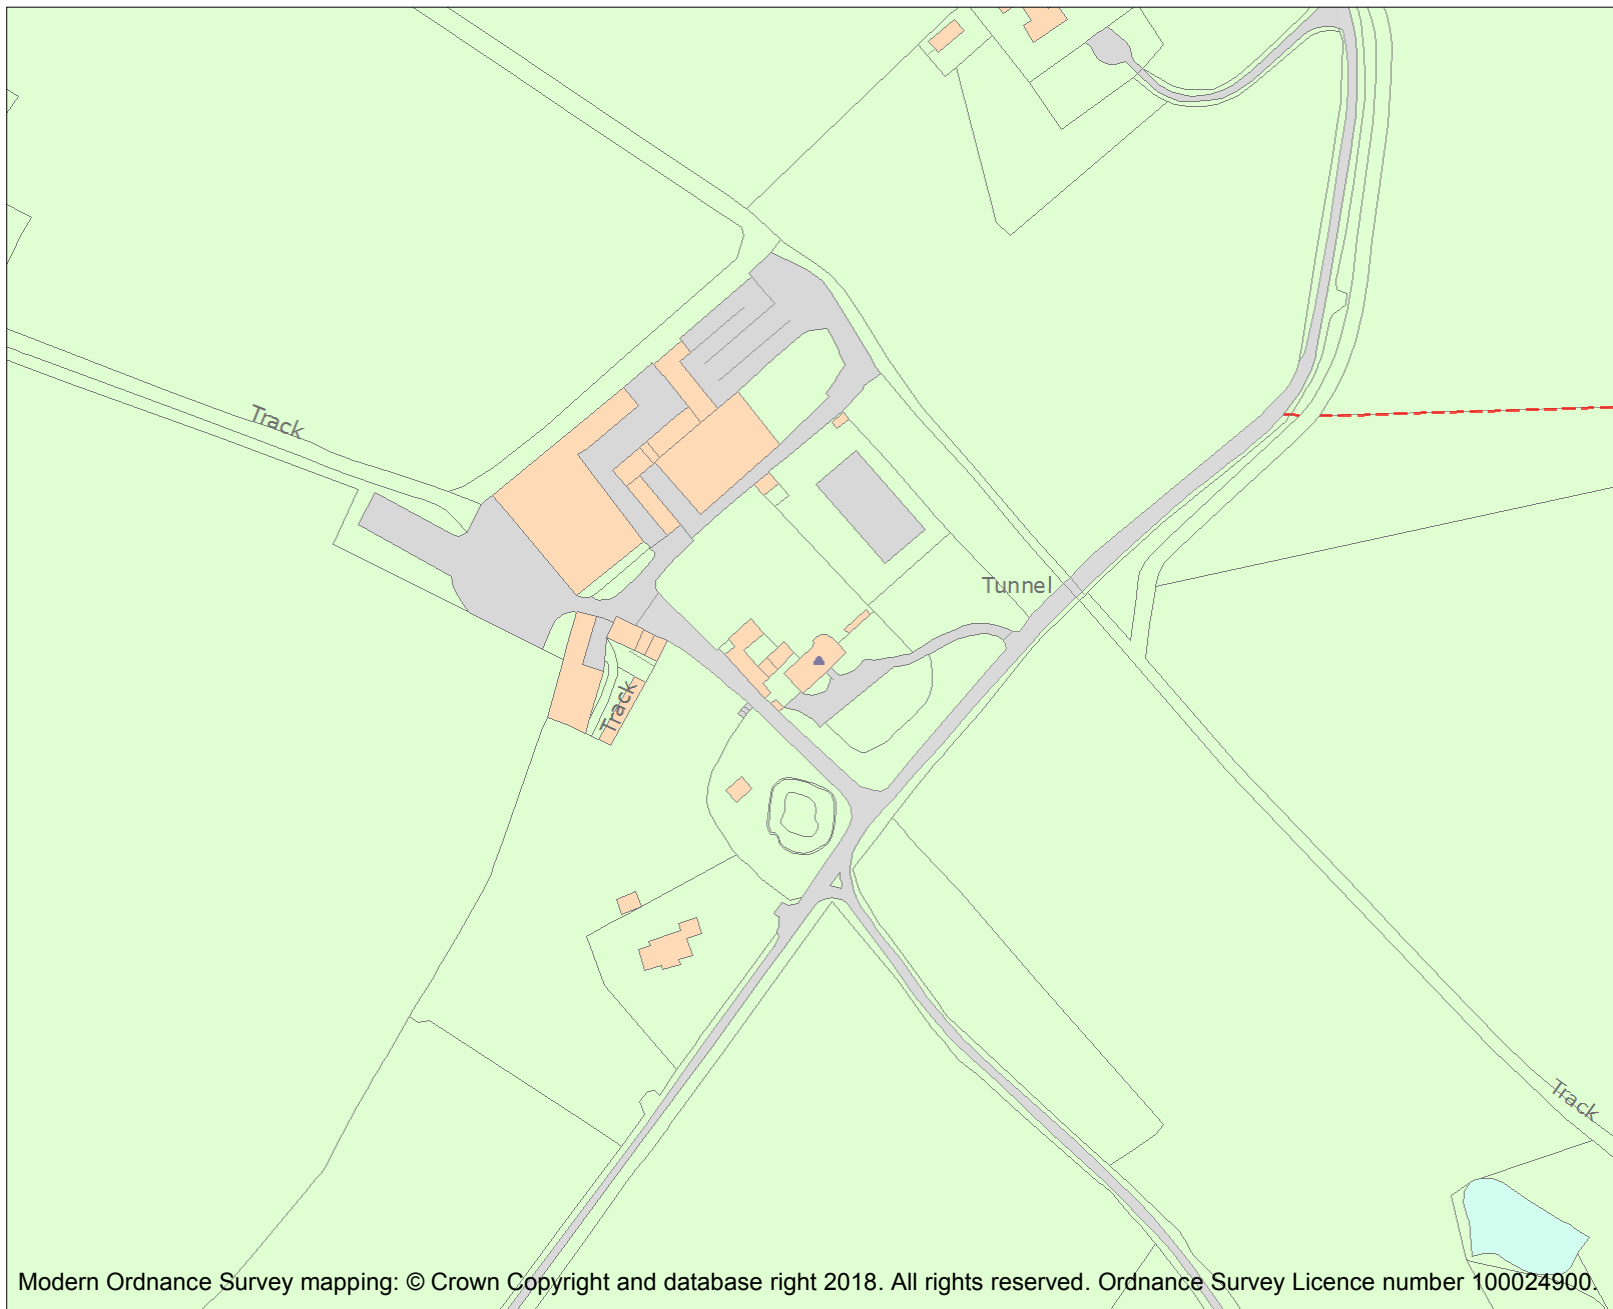 Track
Tunnel
Track
Track
Modern Ordnance Survey mapping: © Crown Copyright and database right 2018. All rights reserved. Ordnance Survey Licence number 100024900.